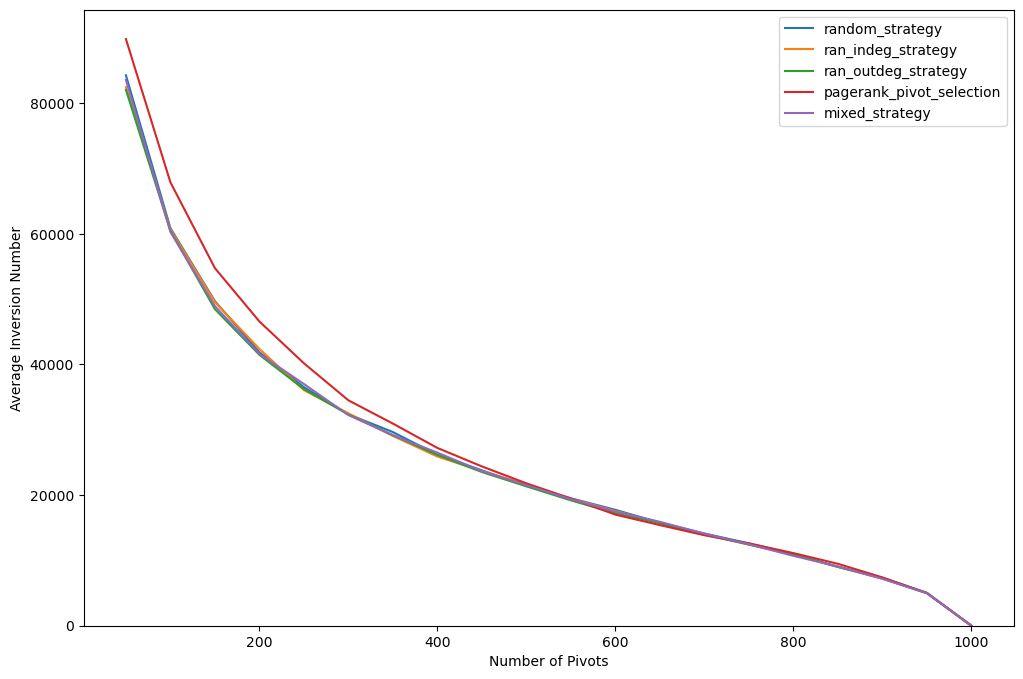 random_strategy
ran_indeg_strategy
ran_outdeg_strategy
pagerank_pivot_selection
mixed_strategy
Average Inversion Number
80000
60000
40000
20000
0
200
400
600
800
1000
Number of Pivots